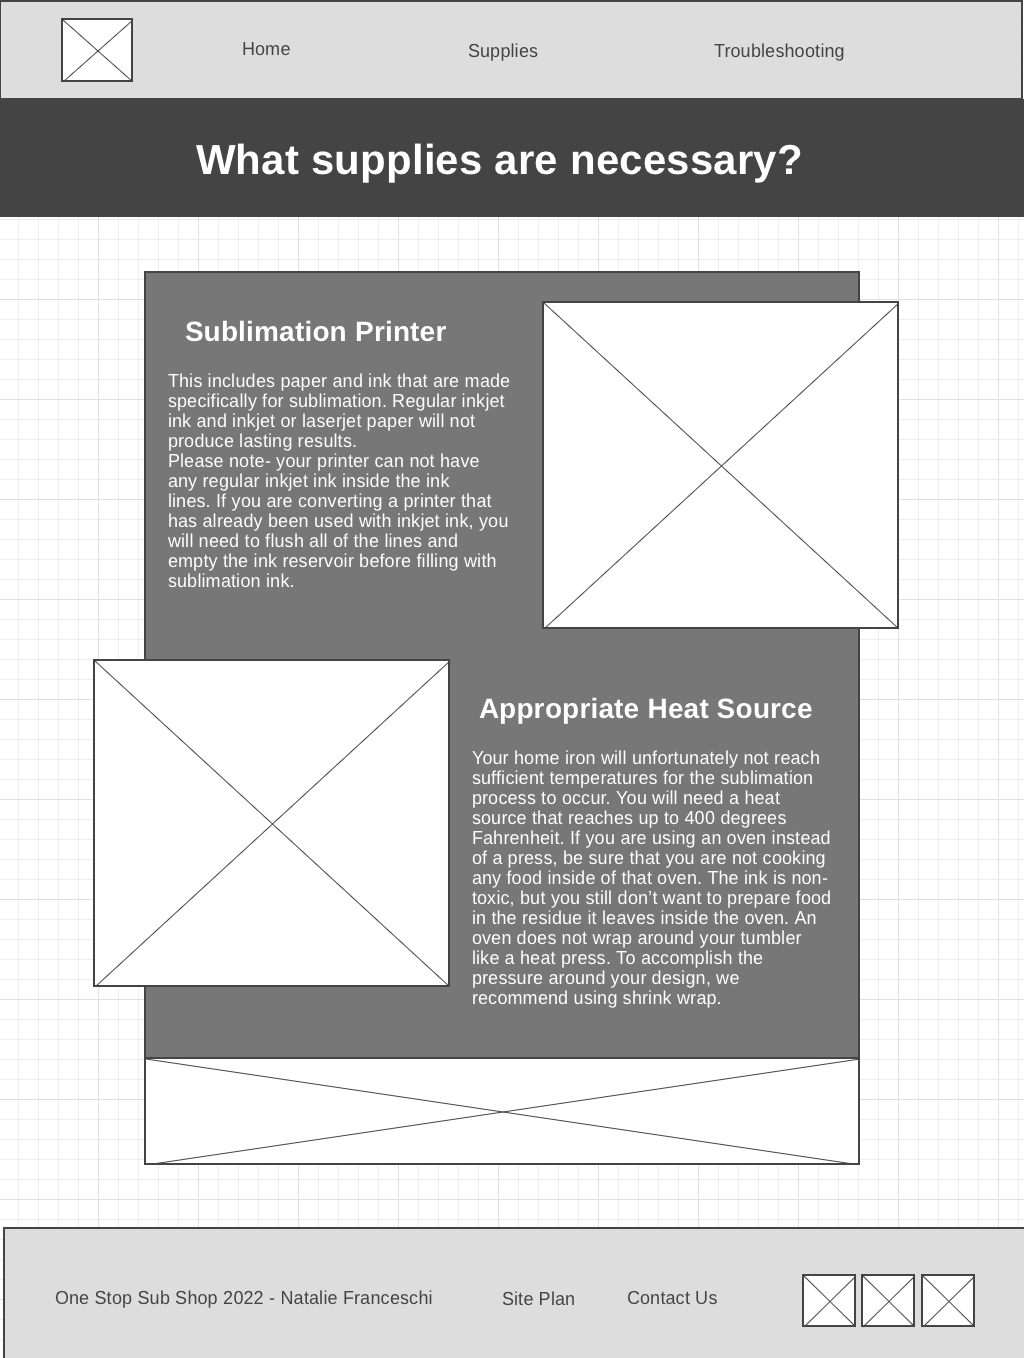 Home
Supplies
Troubleshooting
What supplies are necessary?
Sublimation Printer
This includes paper and ink that are made
specifically for sublimation. Regular inkjet
ink and inkjet or laserjet paper will not
produce lasting results.
Please note- your printer can not have
any regular inkjet ink inside the ink
lines. If you are converting a printer that
has already been used with inkjet ink, you
will need to flush all of the lines and
empty the ink reservoir before filling with
sublimation ink.
Appropriate Heat Source
Your home iron will unfortunately not reach
sufficient temperatures for the sublimation
process to occur. You will need a heat
source that reaches up to 400 degrees
Fahrenheit. If you are using an oven instead
of a press, be sure that you are not cooking
any food inside of that oven. The ink is non-
toxic, but you still don’t want to prepare food
in the residue it leaves inside the oven. An
oven does not wrap around your tumbler
like a heat press. To accomplish the
pressure around your design, we
recommend using shrink wrap.
One Stop Sub Shop 2022 - Natalie Franceschi
Site Plan
Contact Us